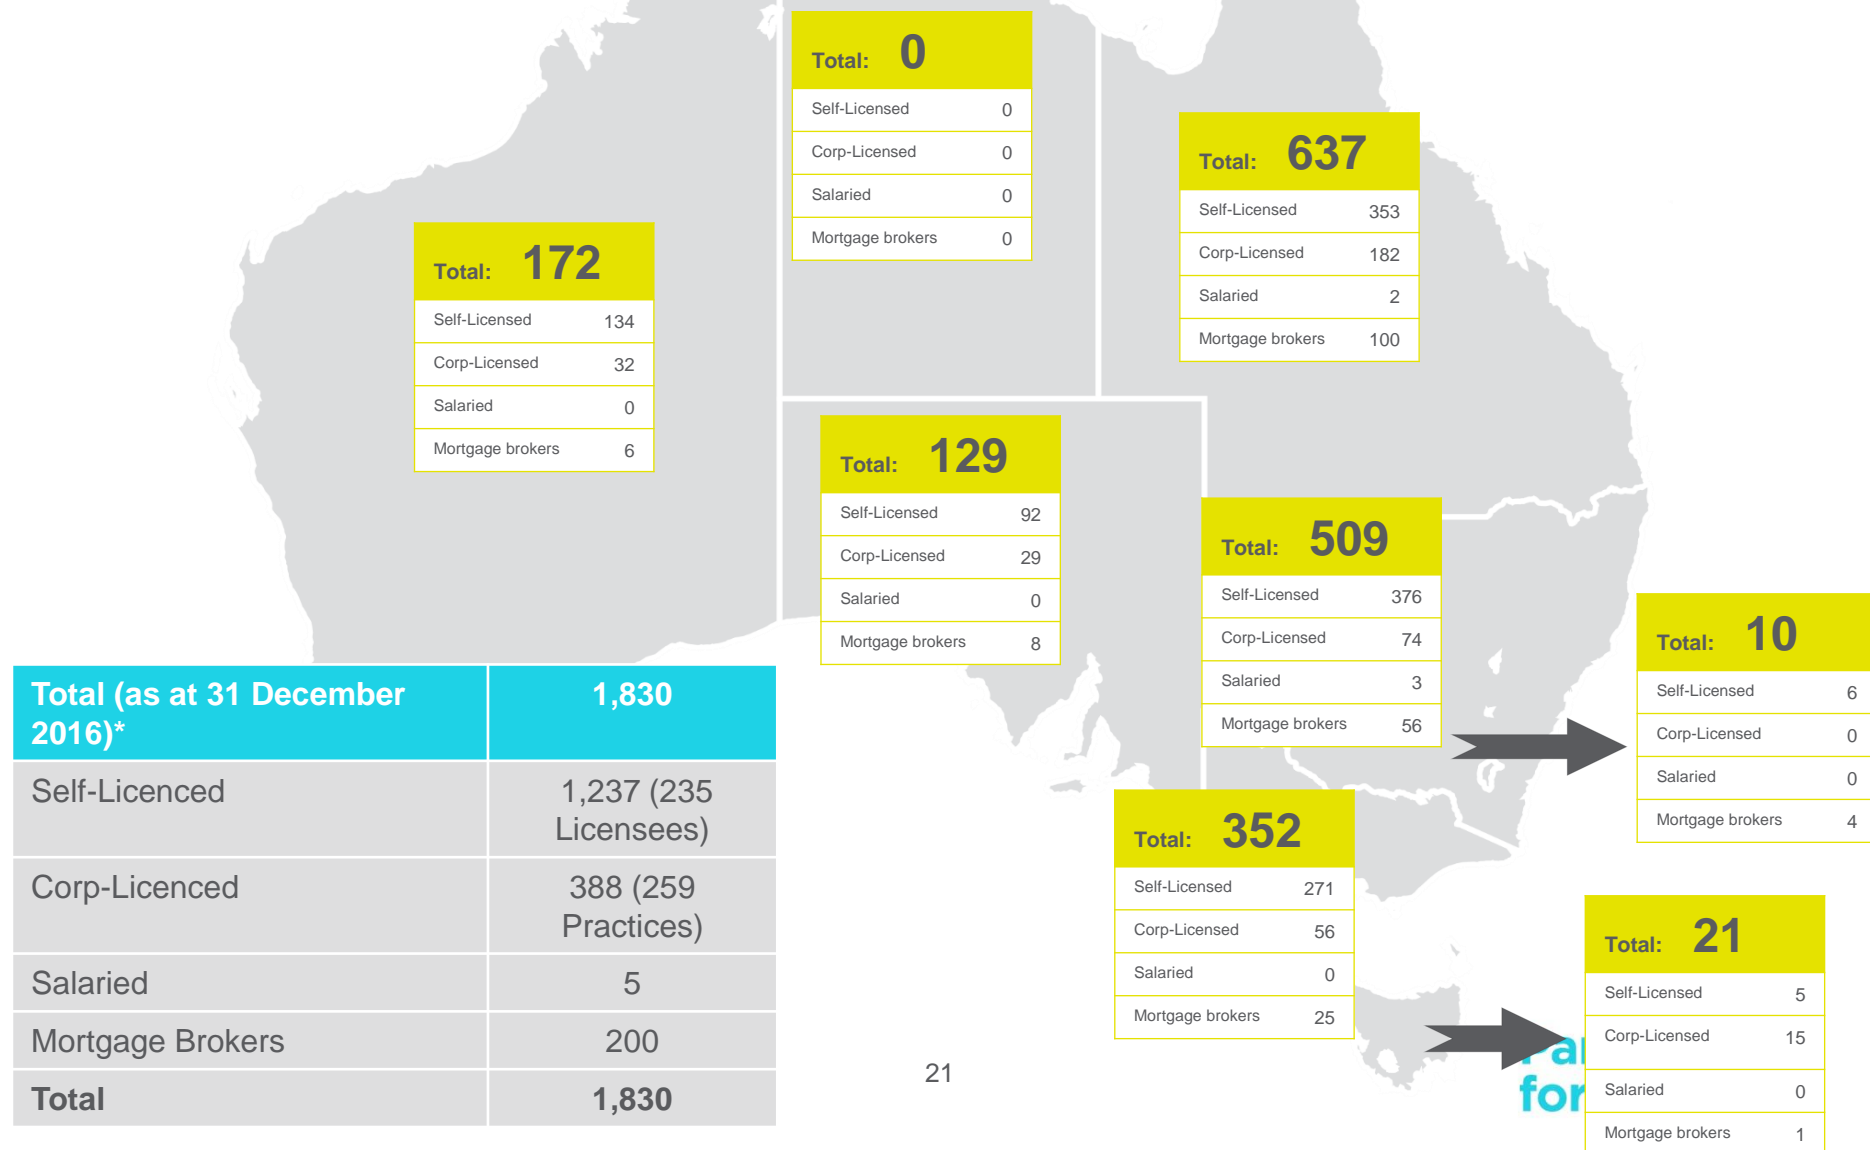 Total: 0
Self-Licensed 0
Corp-Licensed 0
Salaried 0
Mortgage brokers 0
Total: 637
Self-Licensed 353
Corp-Licensed 182
Salaried 2
Mortgage brokers 100
Total: 172
Self-Licensed 134
Corp-Licensed 32
Salaried 0
Mortgage brokers 6
Total: 129
Self-Licensed 92
Corp-Licensed 29
Salaried 0
Mortgage brokers 8
Total: 509
Self-Licensed 376
Corp-Licensed 74
Salaried 3
Mortgage brokers 56
Total: 10
Self-Licensed 6
Corp-Licensed 0
Salaried 0
Mortgage brokers 4
Total: 352
Self-Licensed 271
Corp-Licensed 56
Salaried 0
Mortgage brokers 25
Total: 21
Self-Licensed 5
Corp-Licensed 15
Salaried 0
Mortgage brokers 1
Total (as at 31 December 1,830
2016)*
Self-Licenced 1,237 (235
Licensees)
Corp-Licenced 388 (259
Practices)
Salaried 5
Mortgage Brokers 200
Total 1,830
21
for